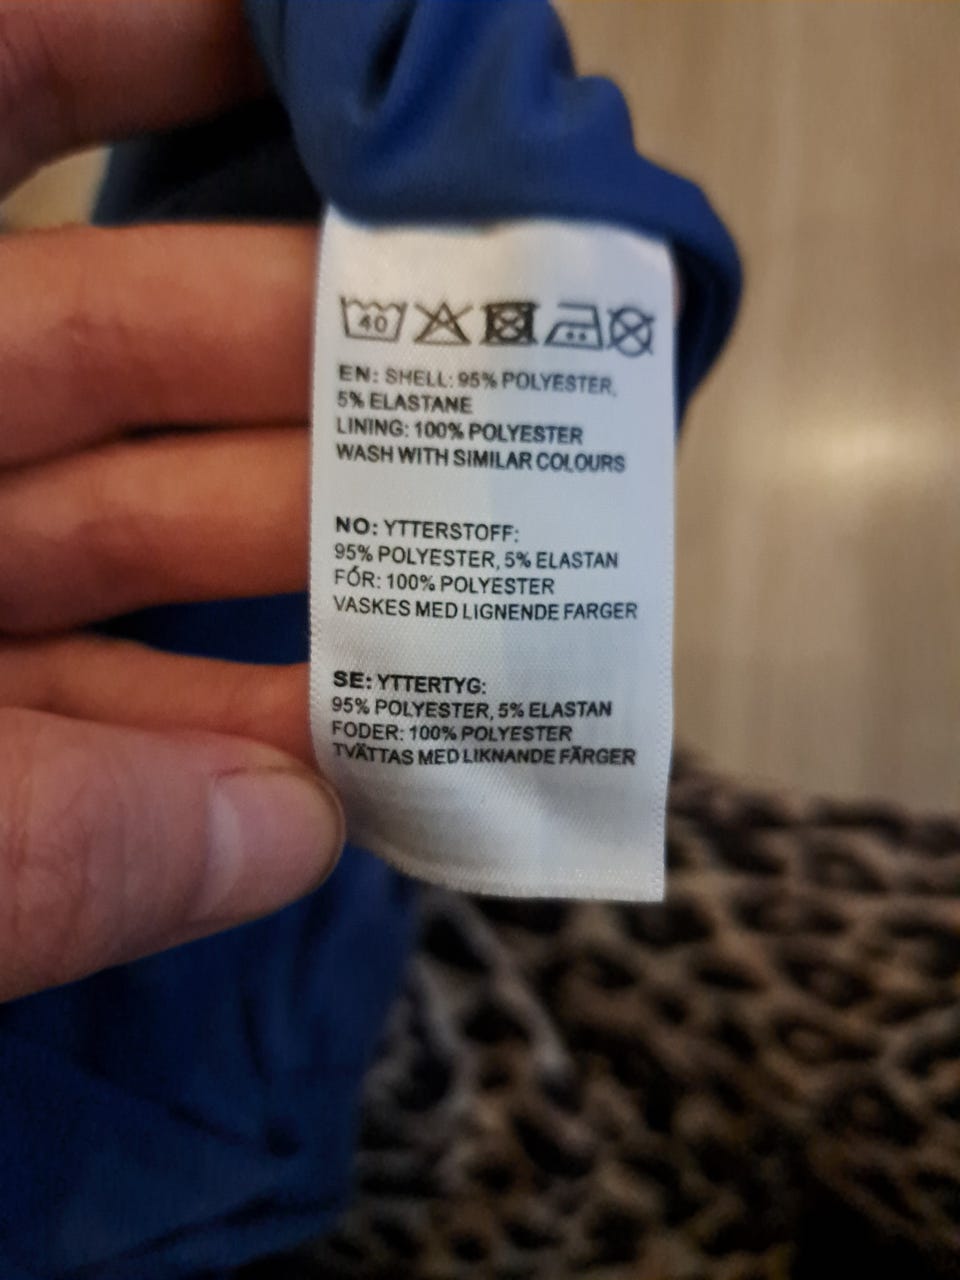 40
EN: SHELL: 95% POLYESTER,
5% ELASTANE
LINING: 100% POLYESTER
WASH WITH SIMILAR COLOURS
NO: YTTERSTOFF:
95% POLYESTER, 5% ELASTAN
FÓR: 100% POLYESTER
VASKES MED LIGNENDE FARGER
SE: YTTERTYG:
95% POLYESTER, 5% ELASTAN
FODER: 100% POLYESTER
TVÄTTAS MED LIKNANDE FÄRGER